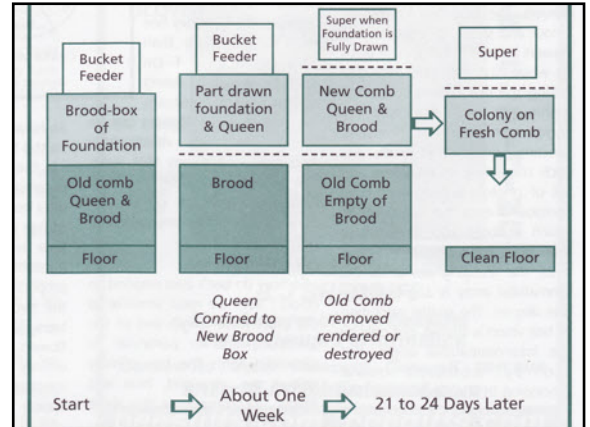 Bucket
Feeder
Brood-box
of
Foundation
Old comb
Queen &
Brood
Floor
Bucket
Feeder
Part drawn
foundation
& Queen
Brood
Floor
Queen
Confined to
New Brood
Box
Super when
Foundation is
Fully Drawn
New Comb
Queen &
Brood
Old Comb
Empty of
Brood
Floor
Old Comb
removed
rendered or
destroyed
Super
Colony on
Fresh Comb
Clean Floor
Start
About One
Week
21 to 24 Days Later